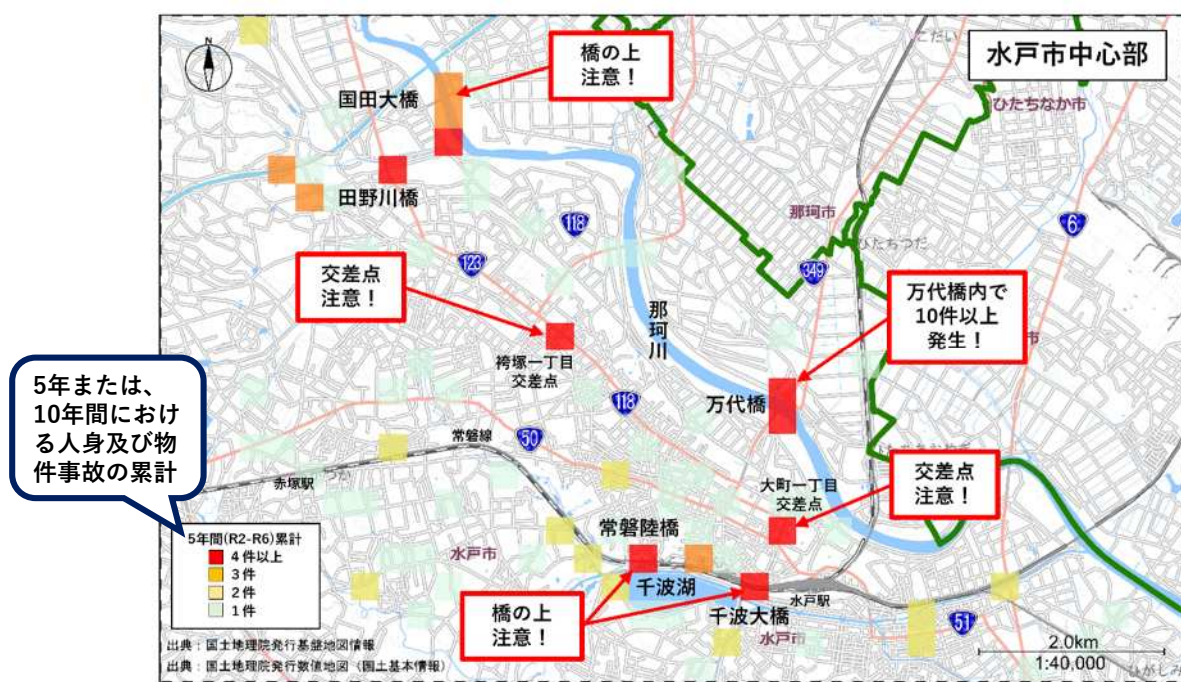 水戸市中心部
N
こだい
橋の上
注意！
国田大橋
ひたちなか市
田野川橋
118
那珂市
6
ひたちつだ
123
349
交差点
注意！
万代橋内で
10件以上
発生！
那珂川
市
袴塚一丁目
交差点
5年または、
10年間におけ
る人身及び物
件事故の累計
118
万代橋
常磐線
50
赤塚駅
大町一丁目
交差点
交差点
注意！
5年間(R2-R6)累計
4件以上
3件
2件
1件
水戸市
常磐陸橋
千波湖
橋の上
注意！
千波大橋
水戸駅
水戸市
51
出典：国土地理院発行基盤地図情報
出典：国土地理院発行数値地図（国土基本情報）
2.0km
1:40,000
ひがしみ